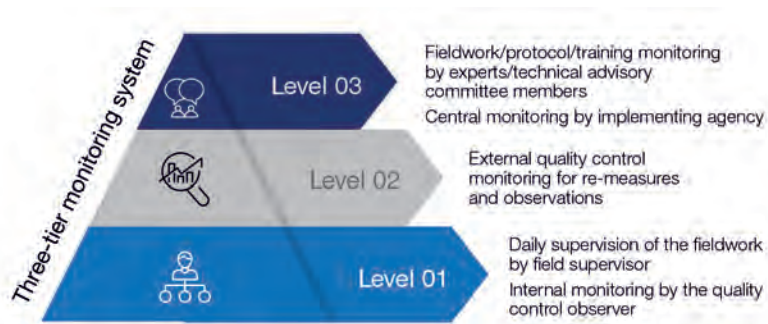 Three-tier monitoring system
Level 03
Fieldwork/protocol/training monitoring
by experts/technical advisory
committee members
Central monitoring by implementing agency
Level 02
External quality control
monitoring for re-measures
and observations
Level 01
Daily supervision of the fieldwork
by field supervisor
Internal monitoring by the quality
control observer